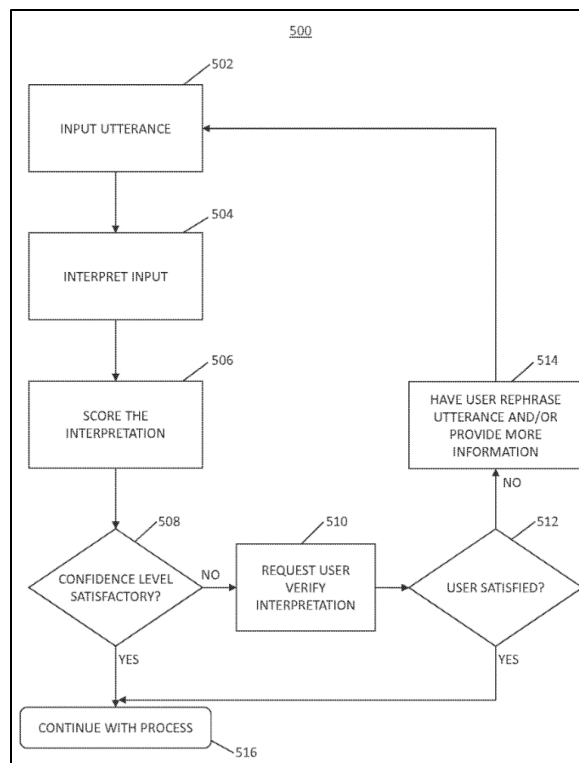 500
502
INPUT UTTERANCE
504
INTERPRET INPUT
506
514
SCORE THE
INTERPRETATION
HAVE USER REPHRASE
UTTERANCE AND/OR
PROVIDE MORE
INFORMATION
NO
508
510
512
CONFIDENCE LEVEL
SATISFACTORY?
NO
REQUEST USER
VERIFY
INTERPRETATION
USER SATISFIED?
YES
YES
CONTINUE WITH PROCESS
516